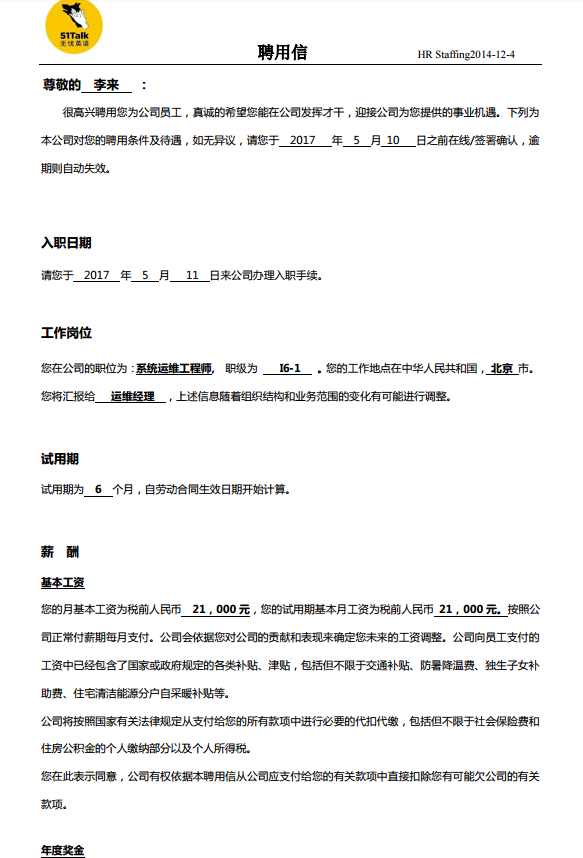 51Talk
无忧英语
聘用信
HR Staffing2014-12-4
尊敬的 李来 :
很高兴聘用您为公司员工，真诚的希望您能在公司发挥才干，迎接公司为您提供的事业机遇。下列为
本公司对您的聘用条件及待遇，如无异议，请您于 2017 年 5 月 10 日之前在线/签署确认，逾
期则自动失效。
入职日期
请您于 2017 年 5 月 11 日来公司办理入职手续。
工作岗位
您在公司的职位为：系统运维工程师， 职级为 I6-1 。您的工作地点在中华人民共和国，北京 市。
您将汇报给 运维经理 ，上述信息随着组织结构和业务范围的变化有可能进行调整。
试用期
试用期为 6 个月，自劳动合同生效日期开始计算。
薪 酬
基本工资
您的月基本工资为税前人民币 21，000 元，您的试用期基本月工资为税前人民币 21，000 元。按照公
司正常付薪期每月支付。公司会依据您对公司的贡献和表现来确定您未来的工资调整。公司向员工支付的
工资中已经包含了国家或政府规定的各类补贴、津贴，包括但不限于交通补贴、防暑降温费、独生子女补
助费、住宅清洁能源分户自采暖补贴等。
公司将按照国家有关法律规定从支付给您的所有款项中进行必要的代扣代缴，包括但不限于社会保险费和
住房公积金的个人缴纳部分以及个人所得税。
您在此表示同意，公司有权依据本聘用信从公司应支付给您的有关款项中直接扣除您有可能欠公司的有关
款项。
年度奖金